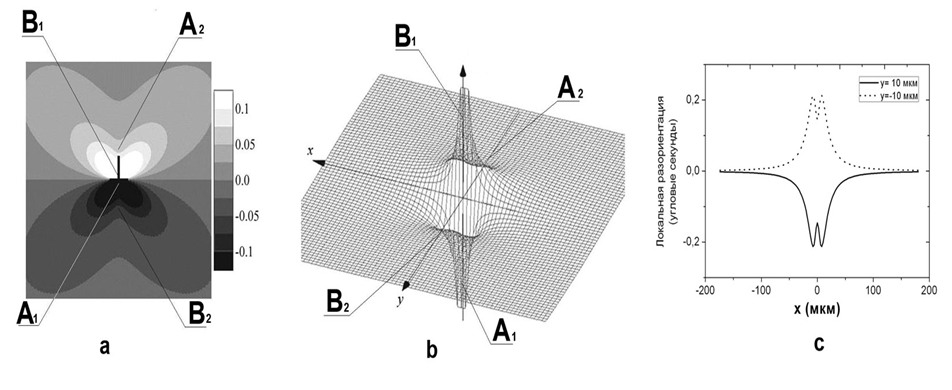 B1
A2
0.1
0.05
0.0
-0.05
-0.1
A1
B2
a
B1
A2
x
y
B2
A1
b
y= 10 мкм
y=-10 мкм
Локальная разориентация
(угловые секунды)
0,2
0,0
-0,2
-200
-100
0
100
200
x (мкм)
c